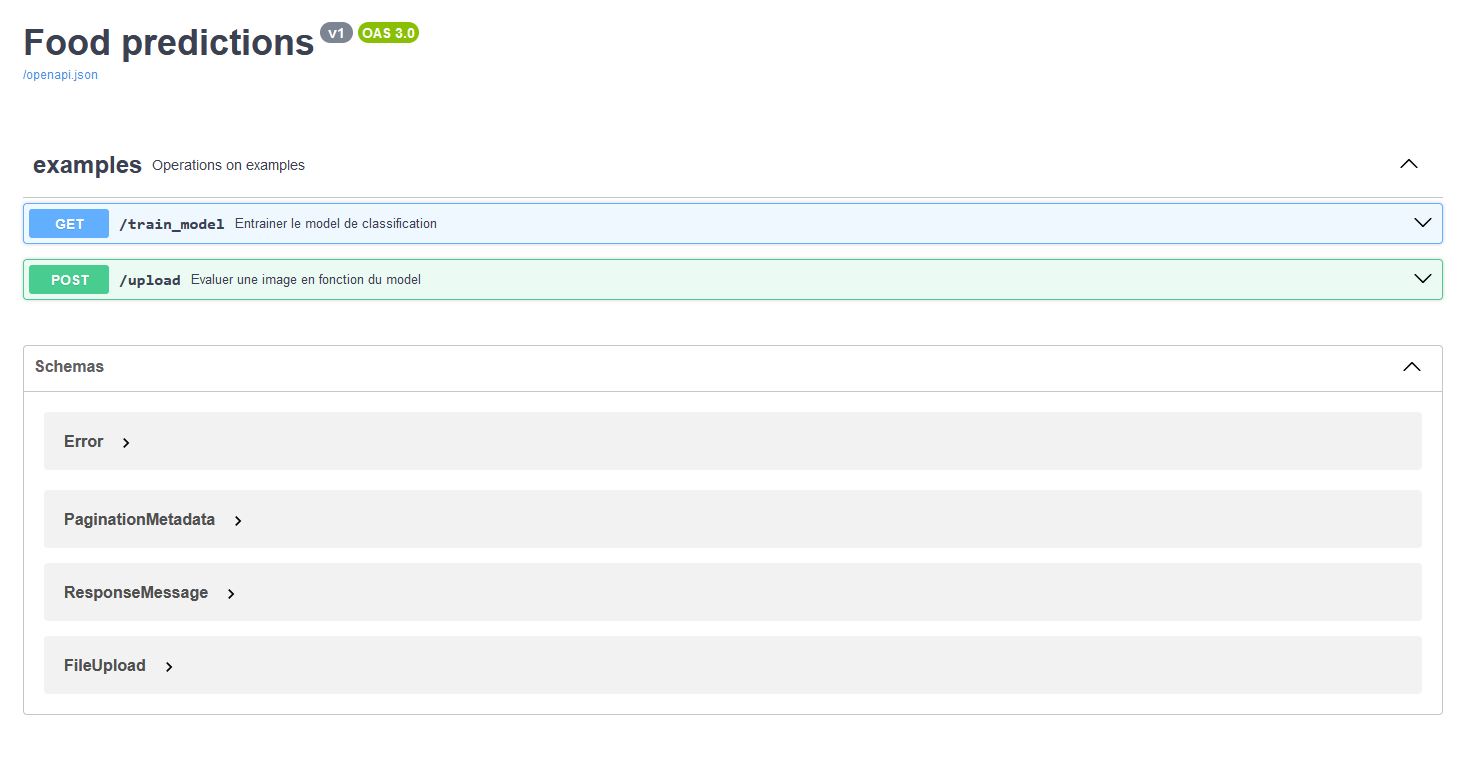 Food predictions v1 OAS 3.0
/openapi.json
examples Operations on examples
GET /train_model Entrainer le model de classification
POST /upload Evaluer une image en fonction du model
Schemas
Error
PaginationMetadata
ResponseMessage
FileUpload